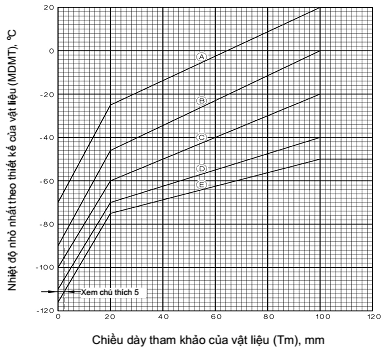 20
0
-20
-40
-60
-80
-100
-120
0
20
40
60
80
100
120
A
B
C
D
E
Xem chú thích 5
Nhiệt độ nhỏ nhất theo thiết kế của vật liệu (MDMT), ºC
Chiều dày tham khảo của vật liệu (Tm), mm